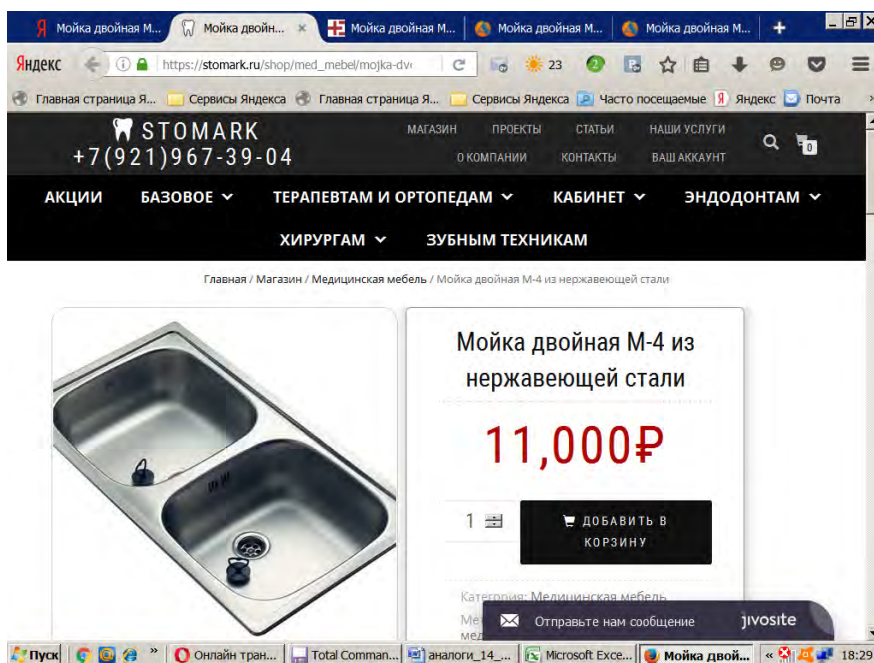 Мойка двойная М...
Мойка двойн...
Мойка двойная М...
Мойка двойная М...
Мойка двойная М...
Яндекс
https://stomark.ru/shop/med_mebel/mojka-dv
23
2
Главная страница Я...
Сервисы Яндекса
Главная страница Я...
Сервисы Яндекса
Часто посещаемые
Яндекс
Почта
STOMARK
+7(921)967-39-04
МАГАЗИН ПРОЕКТЫ СТАТЬИ НАШИ УСЛУГИ
О КОМПАНИИ КОНТАКТЫ ВАШ АККАУНТ
0
АКЦИИ БАЗОВОЕ ТЕРАПЕВТАМ И ОРТОПЕДАМ КАБИНЕТ ЭНДОДОНТАМ
ХИРУРГАМ ЗУБНЫМ ТЕХНИКАМ
Главная / Магазин / Медицинская мебель / Мойка двойная М-4 из нержавеющей стали
Мойка двойная М-4 из
нержавеющей стали
11,000₽
1
ДОБАВИТЬ В
КОРЗИНУ
Категория: Медицинская мебель
Отправьте нам сообщение
jivosite
Пуск
Онлайн тран...
Total Comman...
аналоги_14_...
Microsoft Exce...
Мойка двой...
18:29